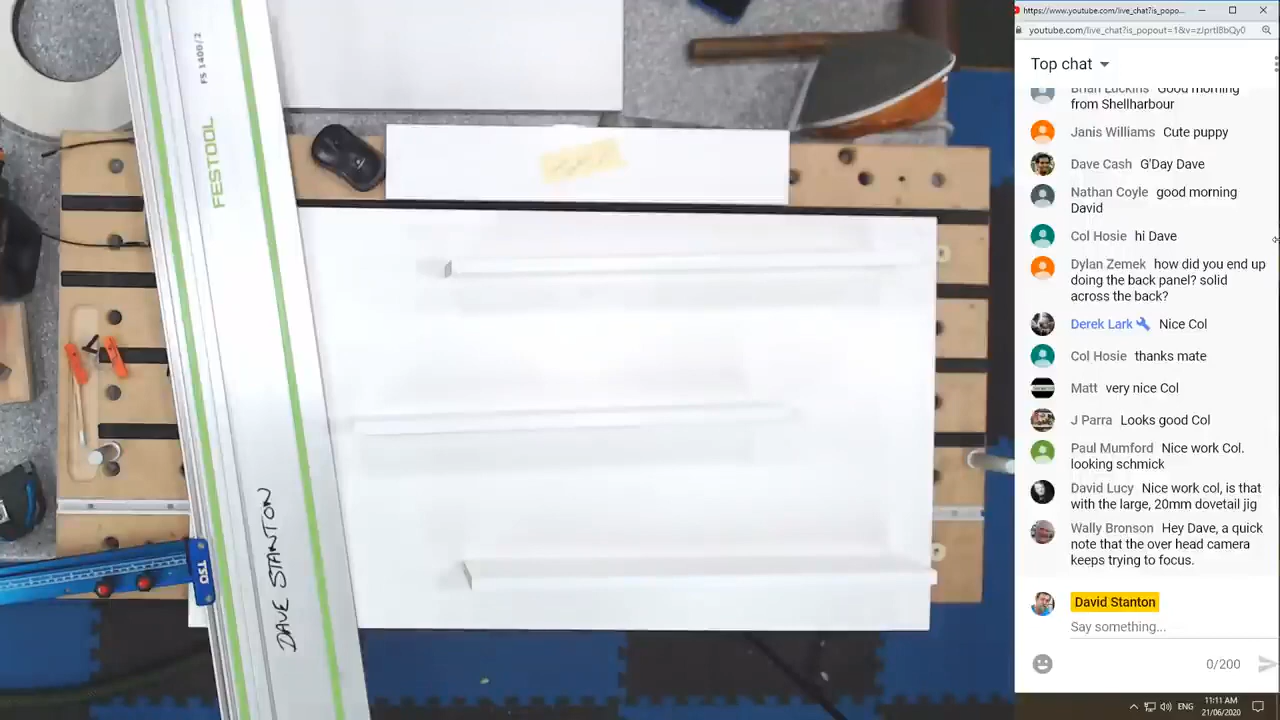 FS 1400/2
FESTOOL
DAVE STANTON
TSO
https://www.youtube.com/live_chat?is_popo...
youtube.com/live_chat?is_popout=1&v=zJprtI8bQy0
Top chat
Brian Luckins Good morning
from Shellharbour
Janis Williams Cute puppy
Dave Cash G'Day Dave
Nathan Coyle good morning
David
Col Hosie hi Dave
Dylan Zemek how did you end up
doing the back panel? solid
across the back?
Derek Lark Nice Col
Col Hosie thanks mate
Matt very nice Col
J Parra Looks good Col
Paul Mumford Nice work Col.
looking schmick
David Lucy Nice work col, is that
with the large, 20mm dovetail jig
Wally Bronson Hey Dave, a quick
note that the over head camera
keeps trying to focus.
David Stanton
Say something...
0/200
ENG
11:11 AM
21/06/2020